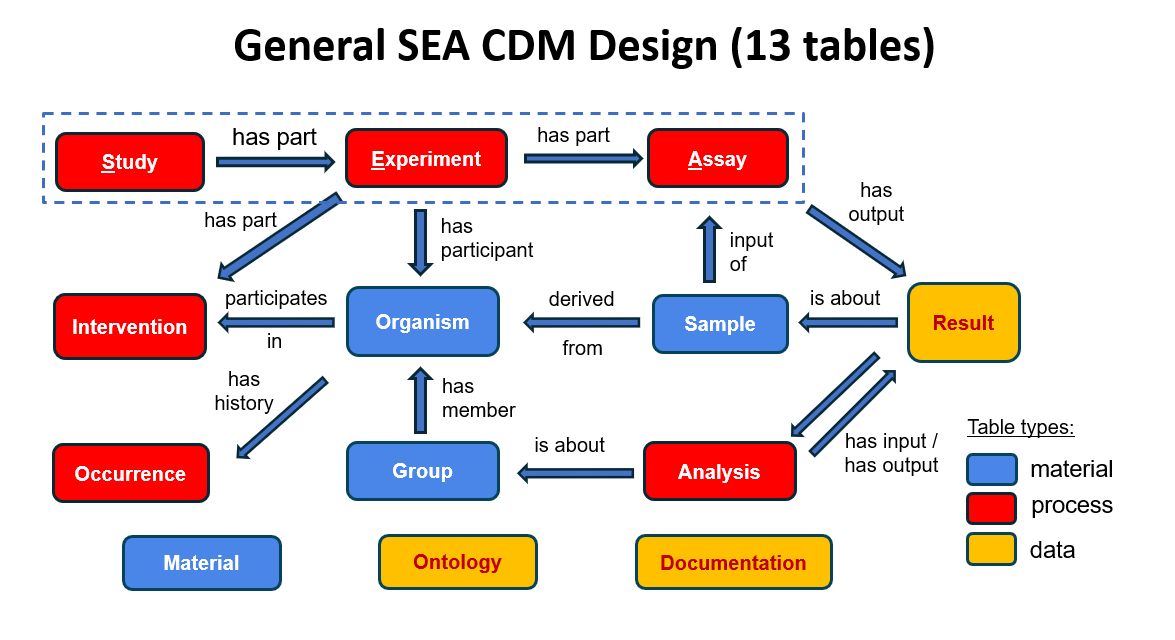 General SEA CDM Design (13 tables)
has part
has part
Study
Experiment
Assay
has part
has
participant
input
of
has
output
participates
in
derived
from
is about
Intervention
Organism
Sample
Result
has
history
has
member
is about
has input /
has output
Occurrence
Group
Analysis
Table types:
material
process
data
Material
Ontology
Documentation